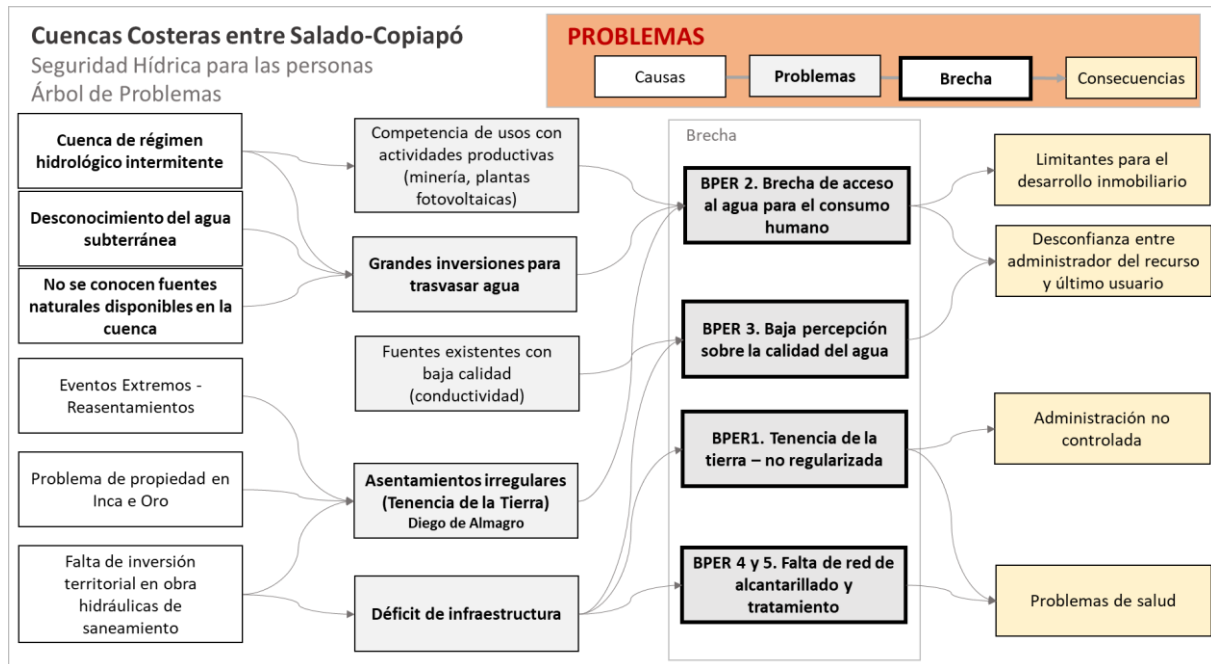 Cuencas Costeras entre Salado-Copiapó
Seguridad Hídrica para las personas
Árbol de Problemas
PROBLEMAS
Causas
Problemas
Brecha
Consecuencias
Cuenca de régimen
hidrológico intermitente
Desconocimiento del agua
subterránea
No se conocen fuentes
naturales disponibles en la
cuenca
Eventos Extremos -
Reasentamientos
Problema de propiedad en
Inca e Oro
Falta de inversión
territorial en obra
hidráulicas de
saneamiento
Competencia de usos con
actividades productivas
(minería, plantas
fotovoltaicas)
Grandes inversiones para
trasvasar agua
Fuentes existentes con
baja calidad
(conductividad)
Asentamientos irregulares
(Tenencia de la Tierra)
Diego de Almagro
Déficit de infraestructura
Brecha
BPER 2. Brecha de acceso
al agua para el consumo
humano
BPER 3. Baja percepción
sobre la calidad del agua
BPER1. Tenencia de la
tierra – no regularizada
BPER 4 y 5. Falta de red de
alcantarillado y
tratamiento
Limitantes para el
desarrollo inmobiliario
Desconfianza entre
administrador del recurso
y último usuario
Administración no
controlada
Problemas de salud